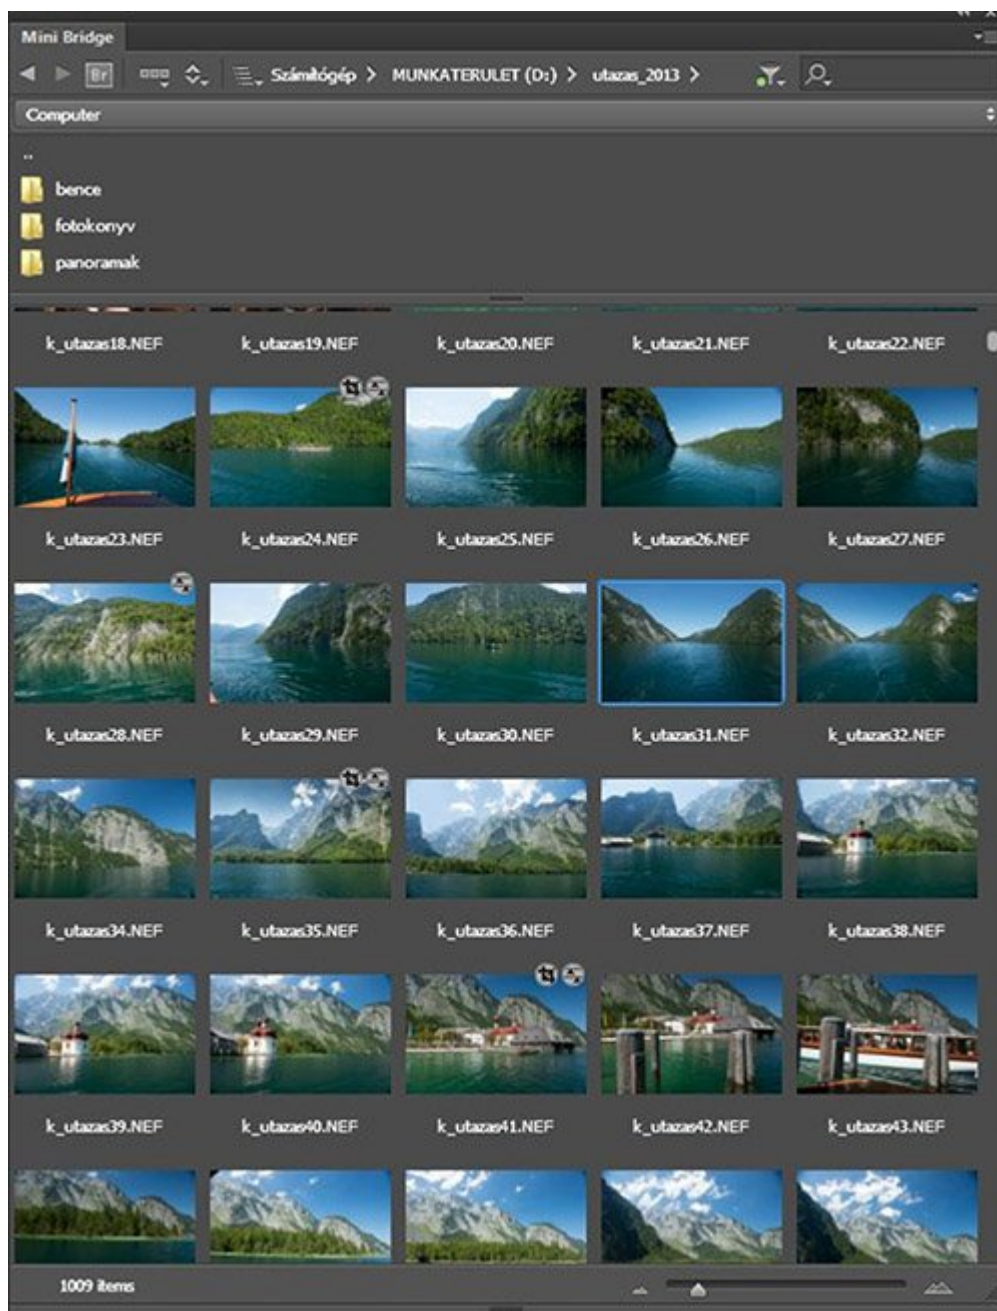 Mini Bridge
Br
Számítógép > MUNKATERULET (D:) > utazas_2013 >
Computer
..
bence
fotokonyv
panoramak
k_utazas18.NEF k_utazas19.NEF k_utazas20.NEF k_utazas21.NEF k_utazas22.NEF
k_utazas23.NEF k_utazas24.NEF k_utazas25.NEF k_utazas26.NEF k_utazas27.NEF
k_utazas28.NEF k_utazas29.NEF k_utazas30.NEF k_utazas31.NEF k_utazas32.NEF
k_utazas34.NEF k_utazas35.NEF k_utazas36.NEF k_utazas37.NEF k_utazas38.NEF
k_utazas39.NEF k_utazas40.NEF k_utazas41.NEF k_utazas42.NEF k_utazas43.NEF
1009 items